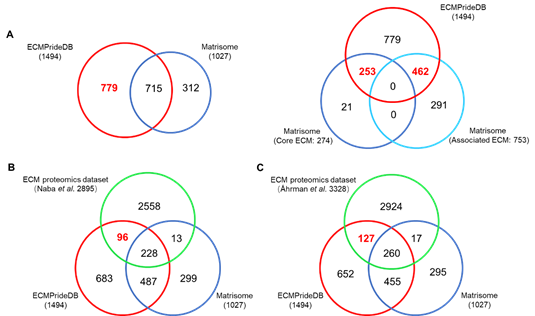 A
ECMPrideDB
(1494)
Matrisome
(1027)
779
715
312
ECMPrideDB
(1494)
779
253
462
0
21
0
291
Matrisome
(Core ECM: 274)
Matrisome
(Associated ECM: 753)
B
ECM proteomics dataset
(Naba et al. 2895)
2558
96
13
228
683
487
299
ECMPrideDB
(1494)
Matrisome
(1027)
C
ECM proteomics dataset
(Åhrman et al. 3328)
2924
127
17
260
652
455
295
ECMPrideDB
(1494)
Matrisome
(1027)